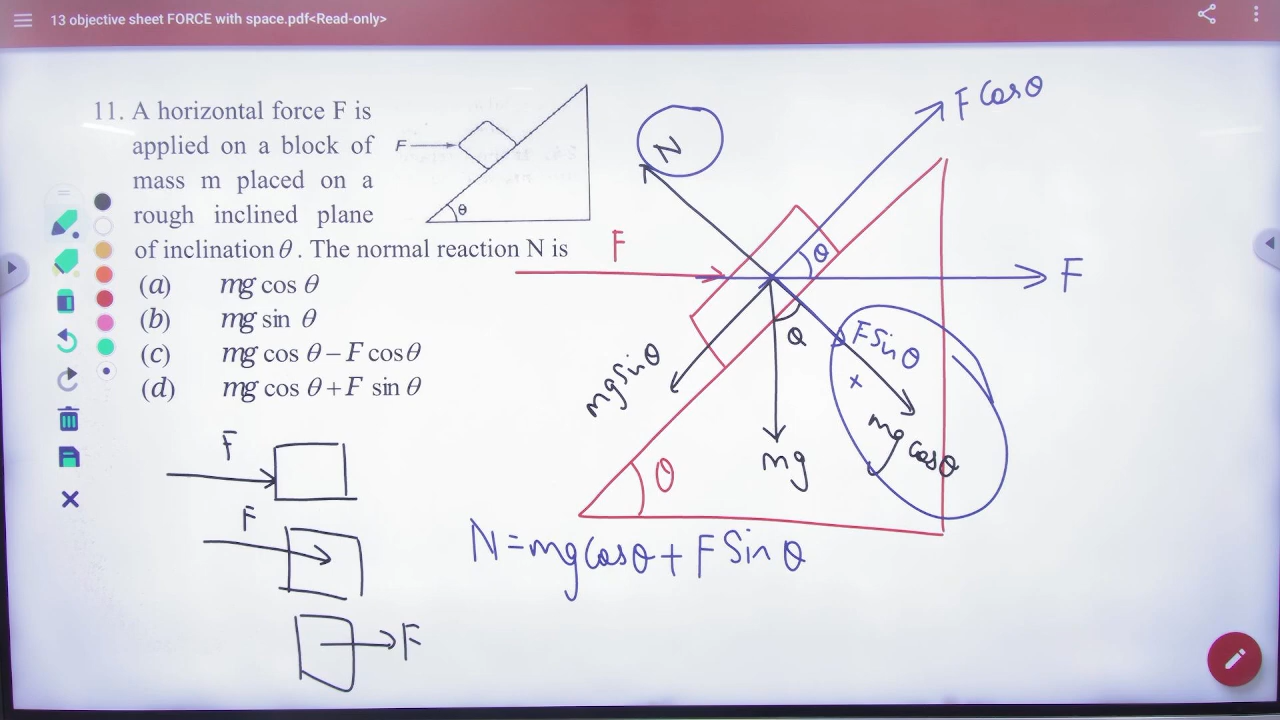 13 objective sheet FORCE with space.pdf<Read-only>
11. A horizontal force F is
applied on a block of
mass m placed on a
rough inclined plane
of inclination θ. The normal reaction N is
(a) mg cos θ
(b) mg sin θ
(c) mg cos θ − F cos θ
(d) mg cos θ + F sin θ
F
θ
F
F
F
N
F Cosθ
F
θ
F
mg sinθ
θ
F Sinθ
+
mg cosθ
mg
θ
N = mg Cosθ + F Sin θ